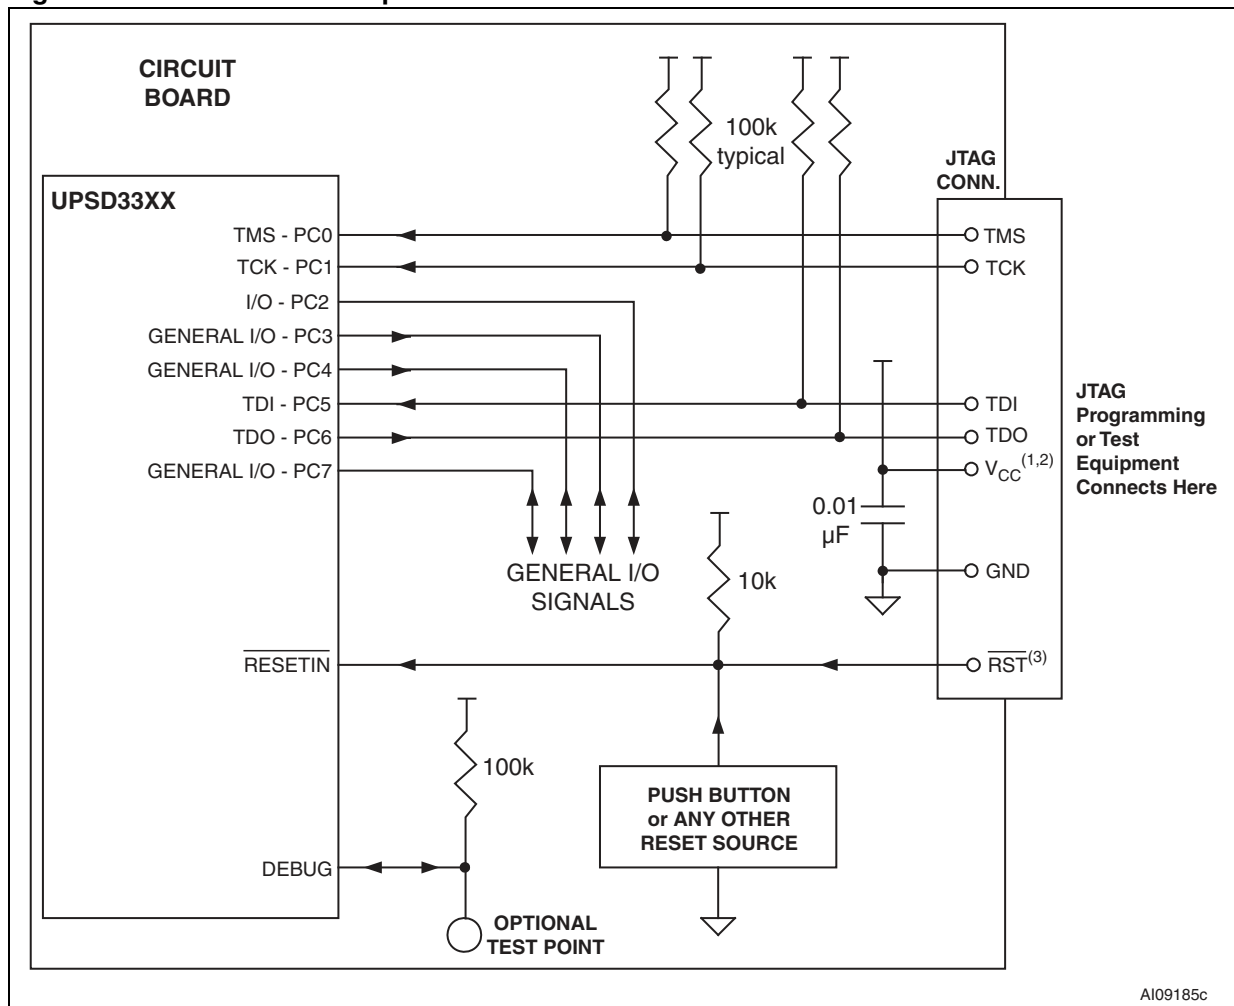 CIRCUIT
BOARD
100k
typical
JTAG
CONN.
UPSD33XX
TMS - PC0
TCK - PC1
I/O - PC2
GENERAL I/O - PC3
GENERAL I/O - PC4
TDI - PC5
TDO - PC6
GENERAL I/O - PC7
TMS
TCK
TDI
TDO
VCC(1,2)
GND
RST(3)
JTAG
Programming
or Test
Equipment
Connects Here
0.01
µF
GENERAL I/O
SIGNALS
10k
RESETIN
100k
PUSH BUTTON
or ANY OTHER
RESET SOURCE
DEBUG
OPTIONAL
TEST POINT
AI09185c